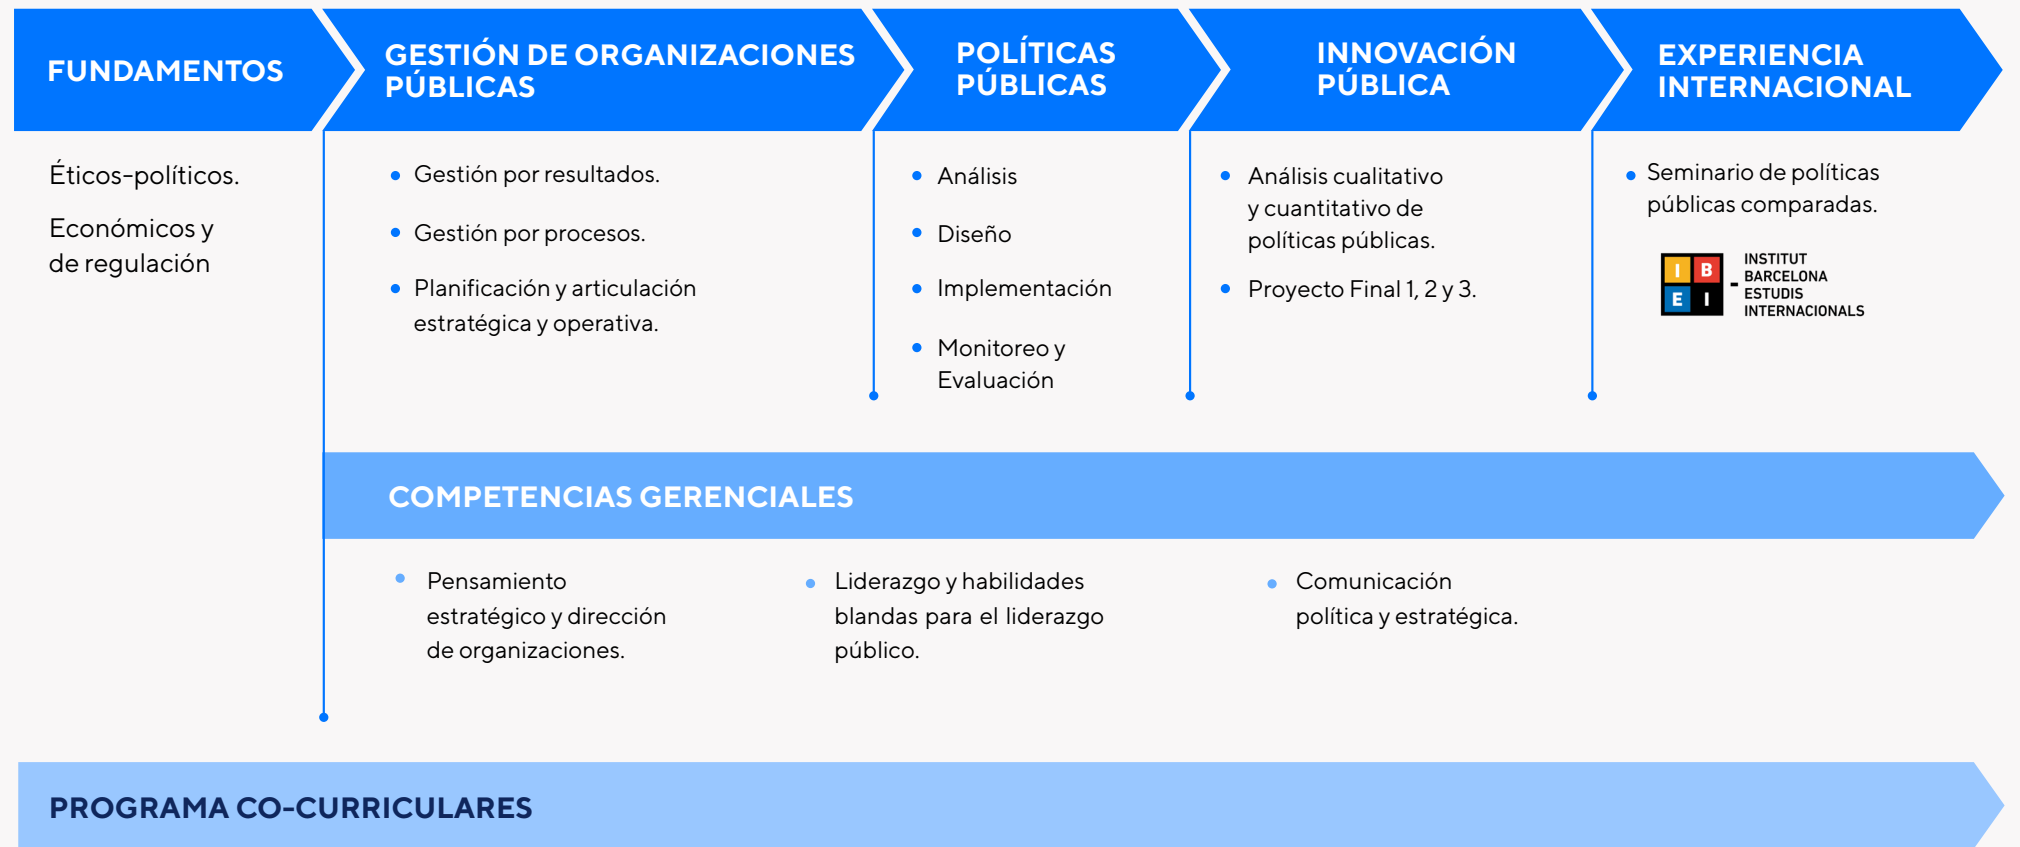 FUNDAMENTOS
GESTIÓN DE ORGANIZACIONES
PÚBLICAS
POLÍTICAS
PÚBLICAS
INNOVACIÓN
PÚBLICA
EXPERIENCIA
INTERNACIONAL
Éticos-políticos.
Económicos y
de regulación
Gestión por resultados.
Gestión por procesos.
Planificación y articulación
estratégica y operativa.
Análisis
Diseño
Implementación
Monitoreo y
Evaluación
Análisis cualitativo
y cuantitativo de
políticas públicas.
Proyecto Final 1, 2 y 3.
Seminario de políticas
públicas comparadas.
I B
E I
INSTITUT
BARCELONA
ESTUDIS
INTERNACIONALS
COMPETENCIAS GERENCIALES
Pensamiento
estratégico y dirección
de organizaciones.
Liderazgo y habilidades
blandas para el liderazgo
público.
Comunicación
política y estratégica.
PROGRAMA CO-CURRICULARES